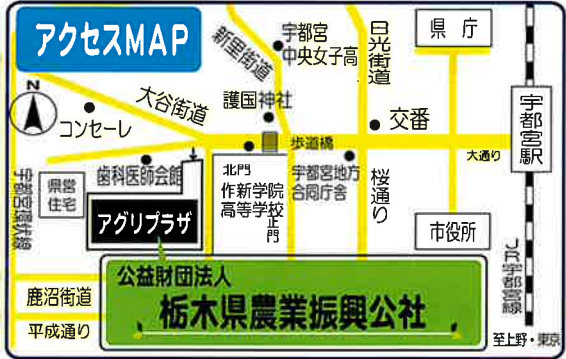 アクセスMAP
新里街道
宇都宮
中央女子高
日光街道
県庁
N
大谷街道
護国神社
コンセーレ
交番
宇都宮駅
歩道橋
大通り
歯科医師会館
北門
作新学院
高等学校
正門
宇都宮地方
合同庁舎
桜通り
宇都宮環状線
県営
住宅
アグリプラザ
市役所
JR宇都宮線
公益財団法人
栃木県農業振興公社
鹿沼街道
平成通り
至上野・東京